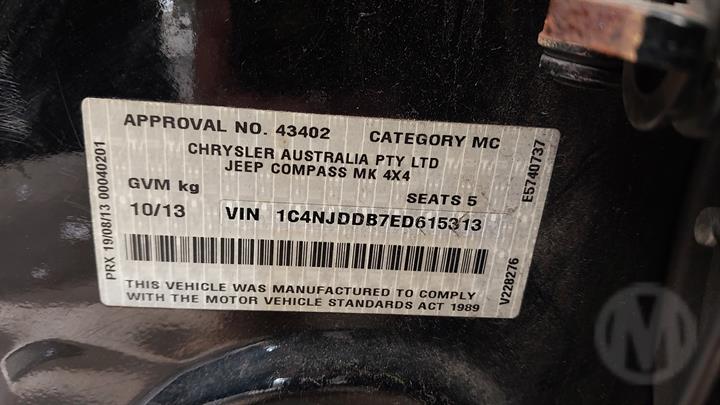 APPROVAL NO. 43402 CATEGORY MC
CHRYSLER AUSTRALIA PTY LTD
JEEP COMPASS MK 4X4
GVM kg SEATS 5
10/13 VIN 1C4NJDDB7ED615313
THIS VEHICLE WAS MANUFACTURED TO COMPLY
WITH THE MOTOR VEHICLE STANDARDS ACT 1989
PRX 19/08/13 00040201
E5740737
V228276
M